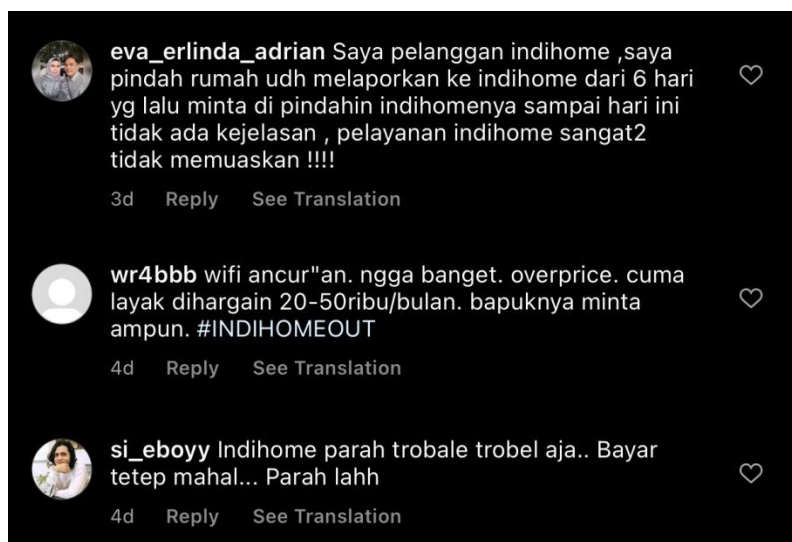 eva_erlinda_adrian Saya pelanggan indihome ,saya
pindah rumah udh melaporkan ke indihome dari 6 hari
yg lalu minta di pindahin indihomenya sampai hari ini
tidak ada kejelasan , pelayanan indihome sangat2
tidak memuaskan !!!!
3d Reply See Translation
wr4bbb wifi ancur"an. ngga banget. overprice. cuma
layak dihargain 20-50ribu/bulan. bapuknya minta
ampun. #INDIHOMEOUT
4d Reply See Translation
si_eboyy Indihome parah trobale trobel aja.. Bayar
tetep mahal... Parah lahh
4d Reply See Translation